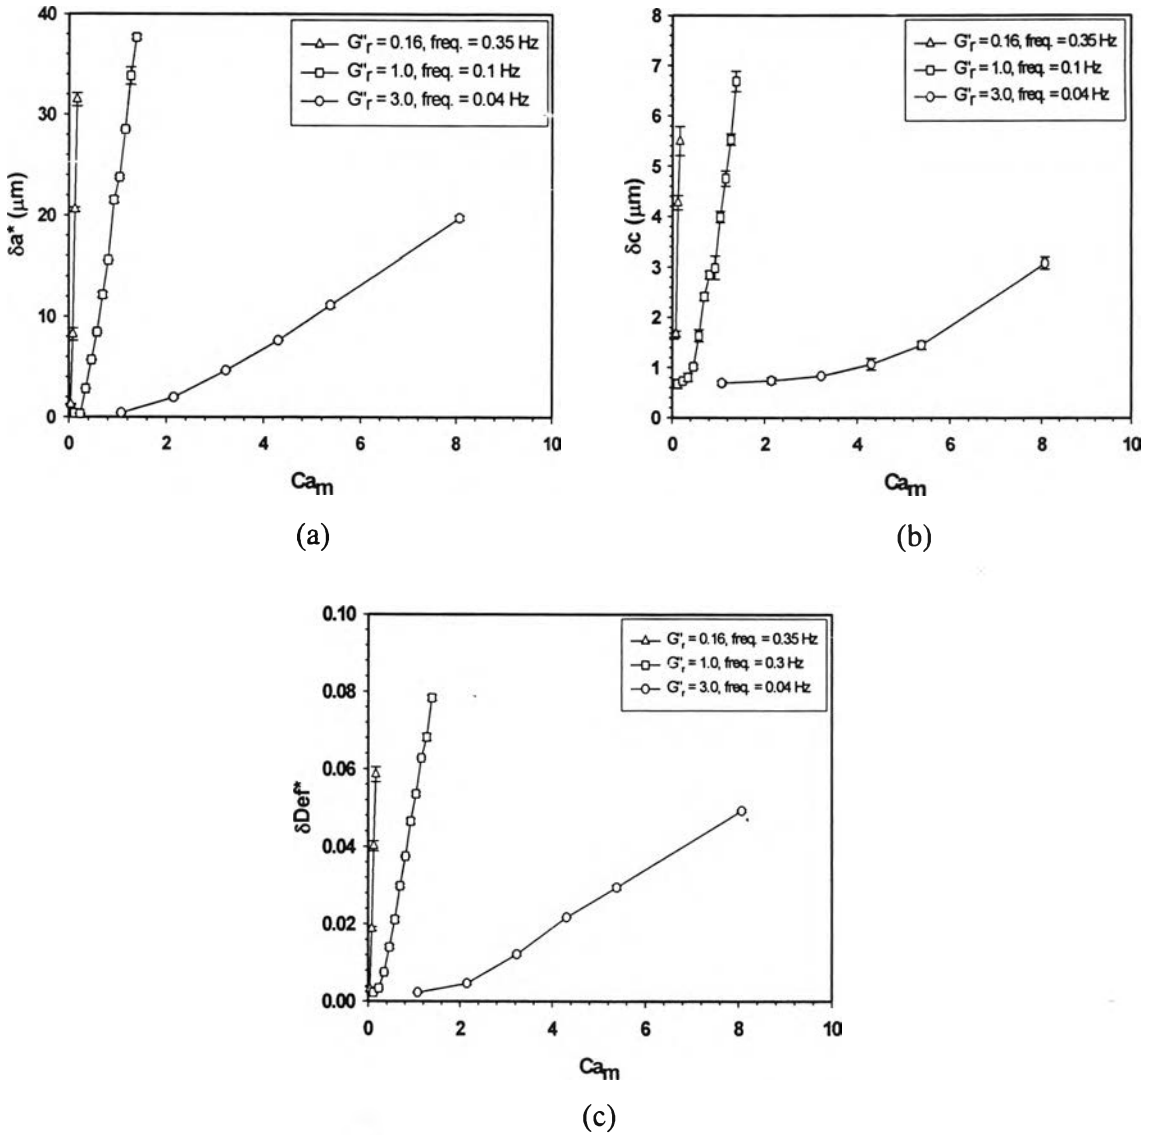 40
30
20
10
0
δa* (μm)
G"r = 0.16, freq. = 0.35 Hz
G"r = 1.0, freq. = 0.1 Hz
G"r = 3.0, freq. = 0.04 Hz
0 2 4 6 8 10
Cam
(a)
8
7
6
5
4
3
2
1
0
δc (μm)
G"r = 0.16, freq. = 0.35 Hz
G"r = 1.0, freq. = 0.1 Hz
G"r = 3.0, freq. = 0.04 Hz
0 2 4 6 8 10
Cam
(b)
0.10
0.08
0.06
0.04
0.02
0.00
δDef*
G"r = 0.16, freq. = 0.35 Hz
G"r = 1.0, freq. = 0.3 Hz
G"r = 3.0, freq. = 0.04 Hz
0 2 4 6 8 10
Cam
(c)